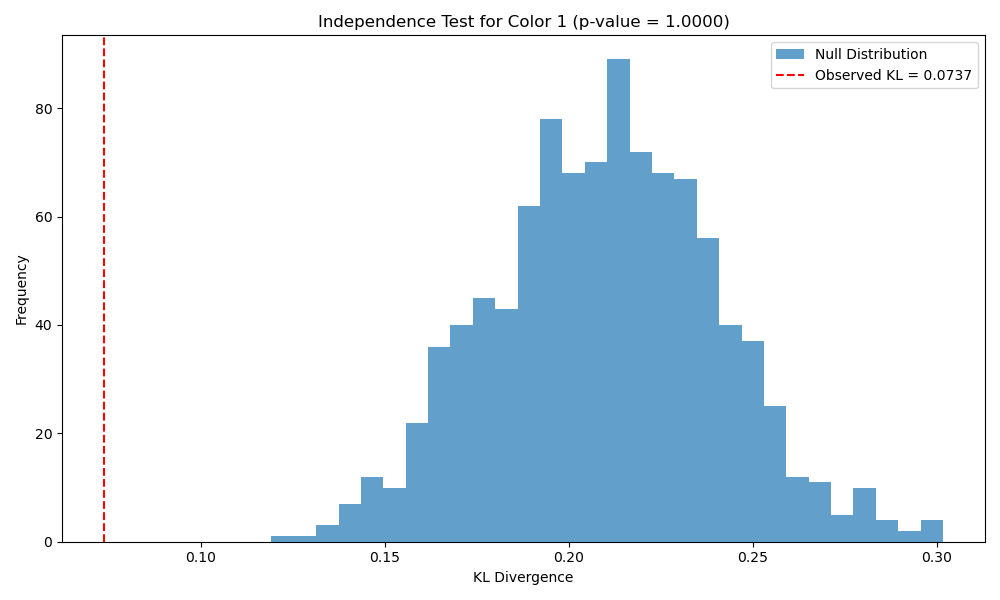 Independence Test for Color 1 (p-value = 1.0000)
Null Distribution
Observed KL = 0.0737
Frequency
80
60
40
20
0
0.10 0.15 0.20 0.25 0.30
KL Divergence